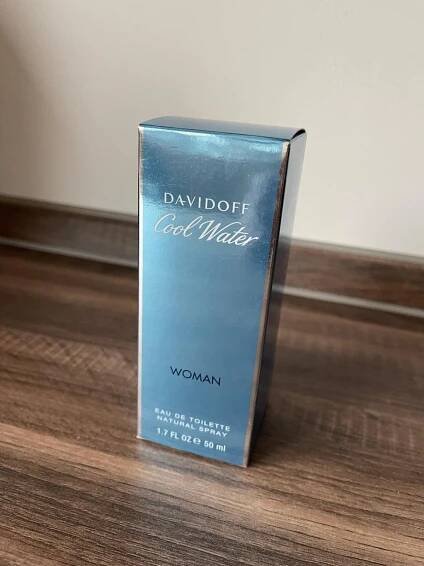 DAVIDOFF
Cool Water
WOMAN
EAU DE TOILETTE
NATURAL SPRAY
1.7 FL OZ ℮ 50 ml